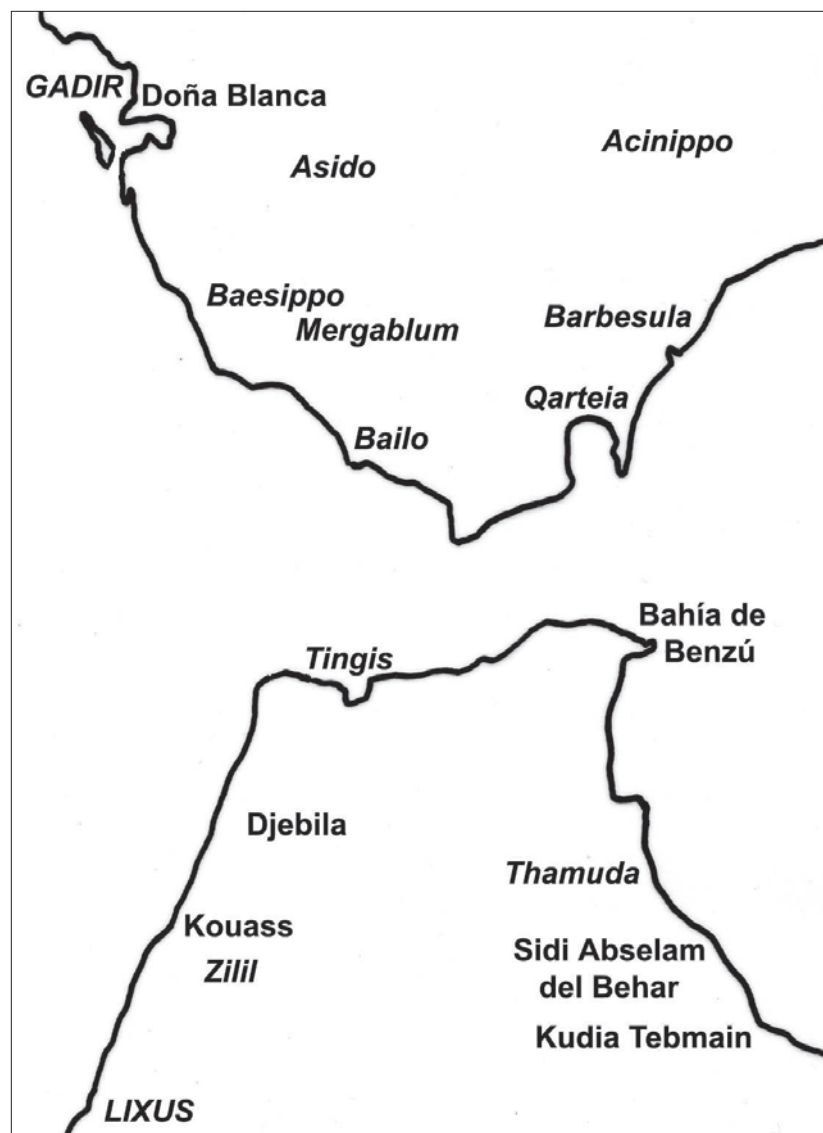 GADIR
Doña Blanca
Acinippo
Asido
Baesippo
Mergablum
Barbesula
Qarteia
Bailo
Bahía de
Benzú
Tingis
Djebila
Thamuda
Kouass
Zilil
Sidi Abselam
del Behar
Kudia Tebmain
LIXUS